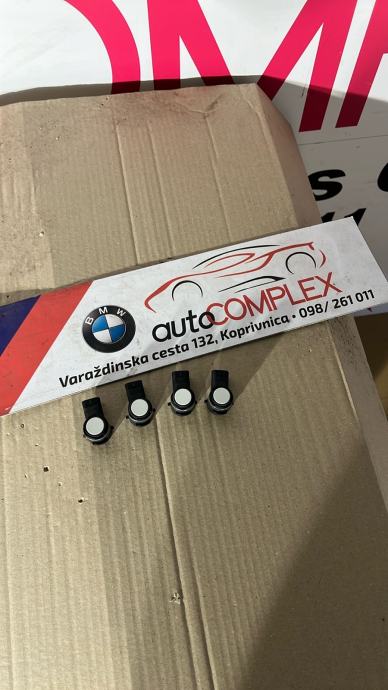 BMW
autoCOMPLEX
Varaždinska cesta 132, Koprivnica • 098/ 261 011